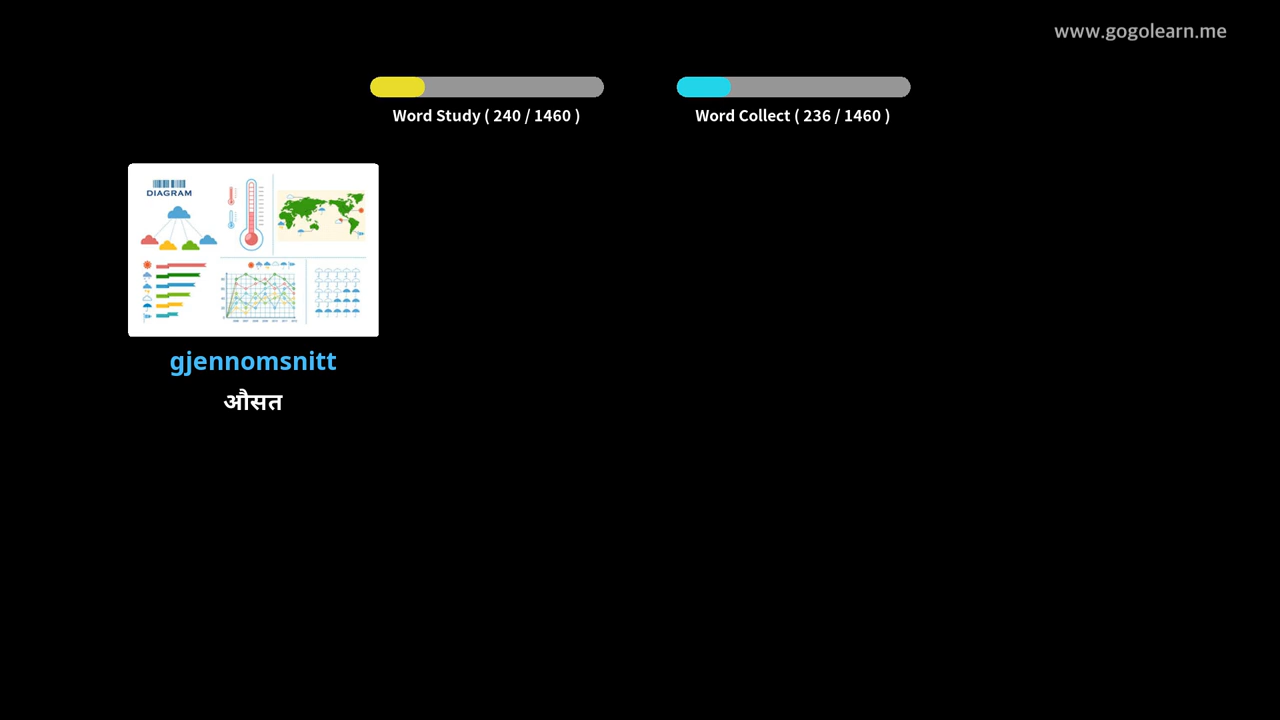 www.gogolearn.me
Word Study ( 240 / 1460 )
Word Collect ( 236 / 1460 )
DIAGRAM
gjennomsnitt
औसत